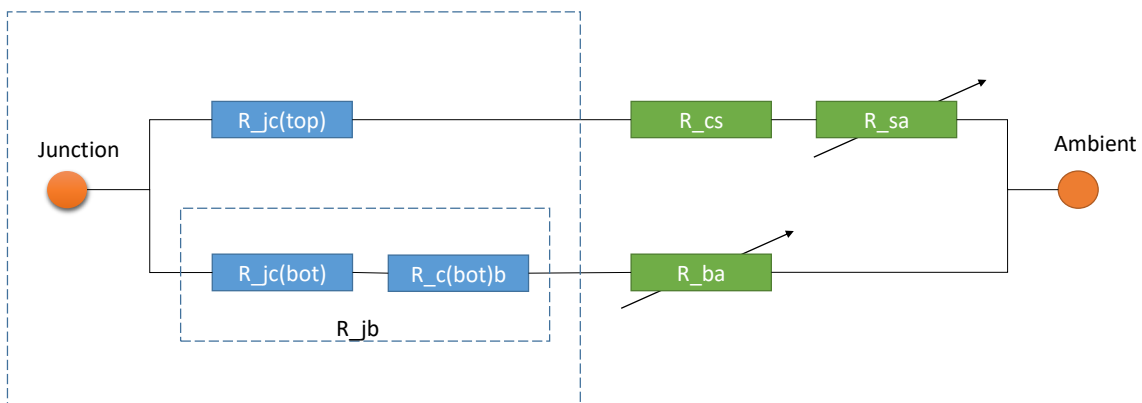 R_jc(top)
R_cs
R_sa
Junction
Ambient
R_jc(bot)
R_c(bot)b
R_ba
R_jb